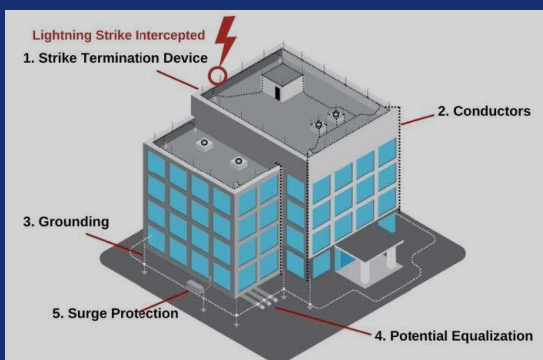 Lightning Strike Intercepted
1. Strike Termination Device
2. Conductors
3. Grounding
5. Surge Protection
4. Potential Equalization